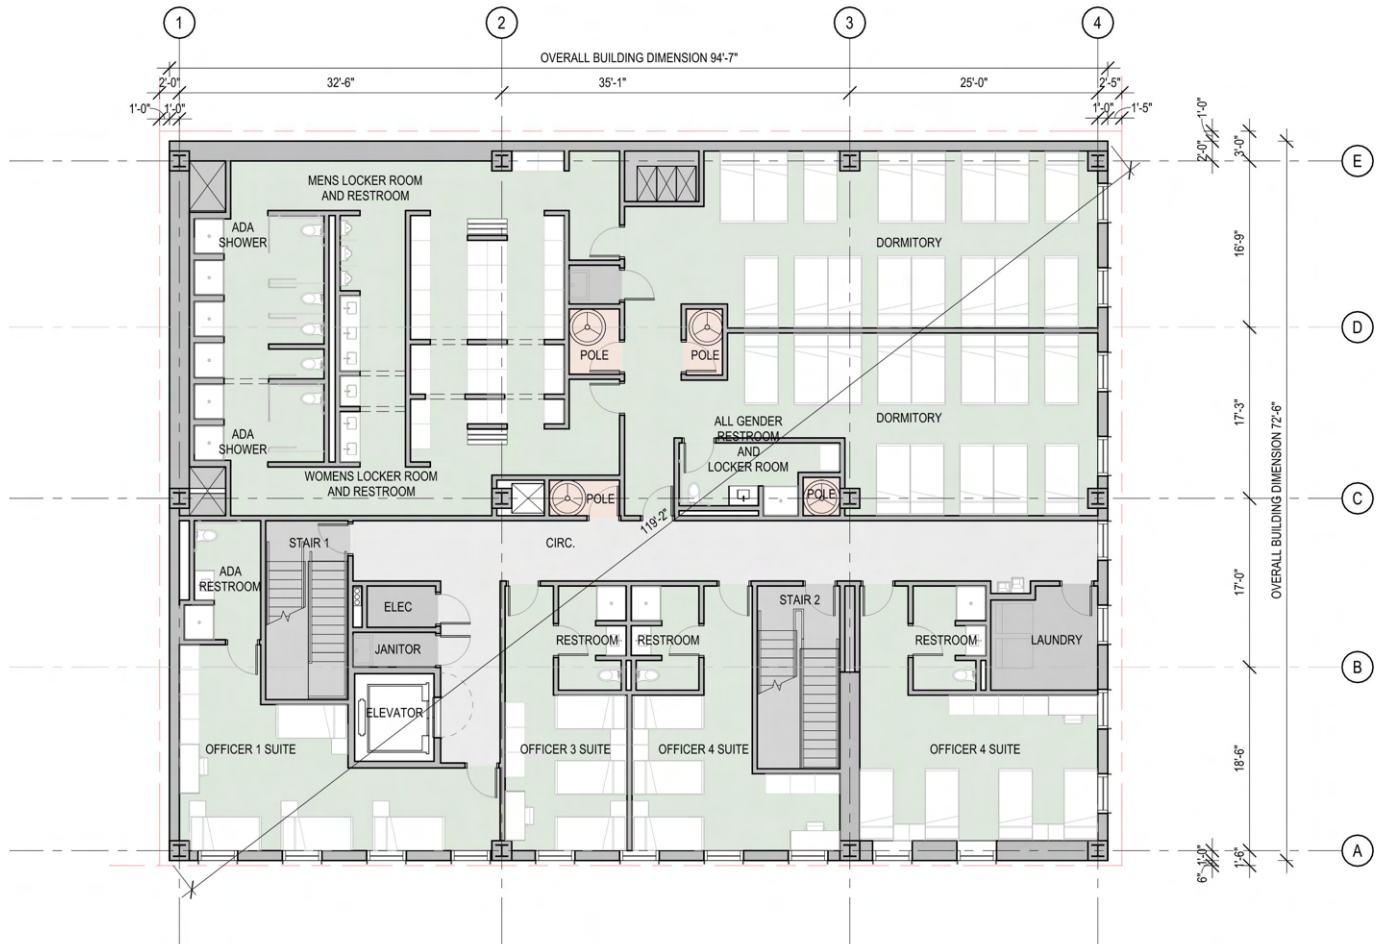 1
2
3
4
OVERALL BUILDING DIMENSION 94'-7"
2'-0"
32'-6"
35'-1"
25'-0"
2'-5"
1'-0"
1'-0"
1'-0"
1'-5"
1'-0"
2'-0"
3'-0"
E
MENS LOCKER ROOM
AND RESTROOM
ADA
SHOWER
DORMITORY
16'-9"
D
POLE
POLE
DORMITORY
17'-3"
OVERALL BUILDING DIMENSION 72'-6"
ALL GENDER
RESTROOM
AND
LOCKER ROOM
ADA
SHOWER
WOMENS LOCKER ROOM
AND RESTROOM
POLE
POLE
C
119'-2"
STAIR 1
CIRC.
ADA
RESTROOM
ELEC
STAIR 2
17'-0"
JANITOR
RESTROOM
RESTROOM
RESTROOM
LAUNDRY
B
ELEVATOR
OFFICER 1 SUITE
OFFICER 3 SUITE
OFFICER 4 SUITE
OFFICER 4 SUITE
18'-6"
A
1'-0"
6"
1'-6"